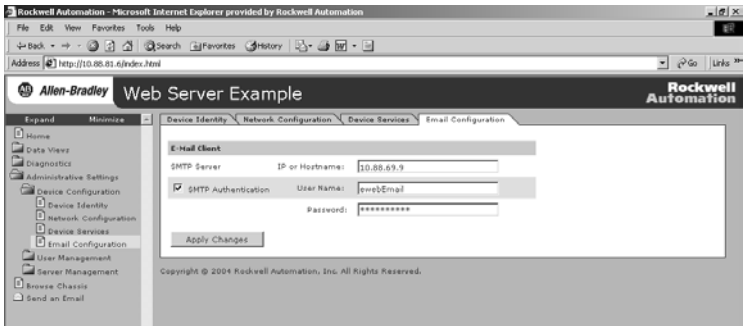 Rockwell Automation - Microsoft Internet Explorer provided by Rockwell Automation
File Edit View Favorites Tools Help
Back Search Favorites History
Address http://10.88.81.6/index.html Go Links
AB Allen-Bradley Web Server Example Rockwell Automation
Expand Minimize
Home
Data Views
Diagnostics
Administrative Settings
Device Configuration
Device Identity
Network Configuration
Device Services
Email Configuration
User Management
Server Management
Browse Chassis
Send an Email
Device Identity Network Configuration Device Services Email Configuration
E-Mail Client
SMTP Server IP or Hostname: 10.88.69.9
SMTP Authentication User Name: ewebEmail
Password: **********
Apply Changes
Copyright © 2004 Rockwell Automation, Inc. All Rights Reserved.